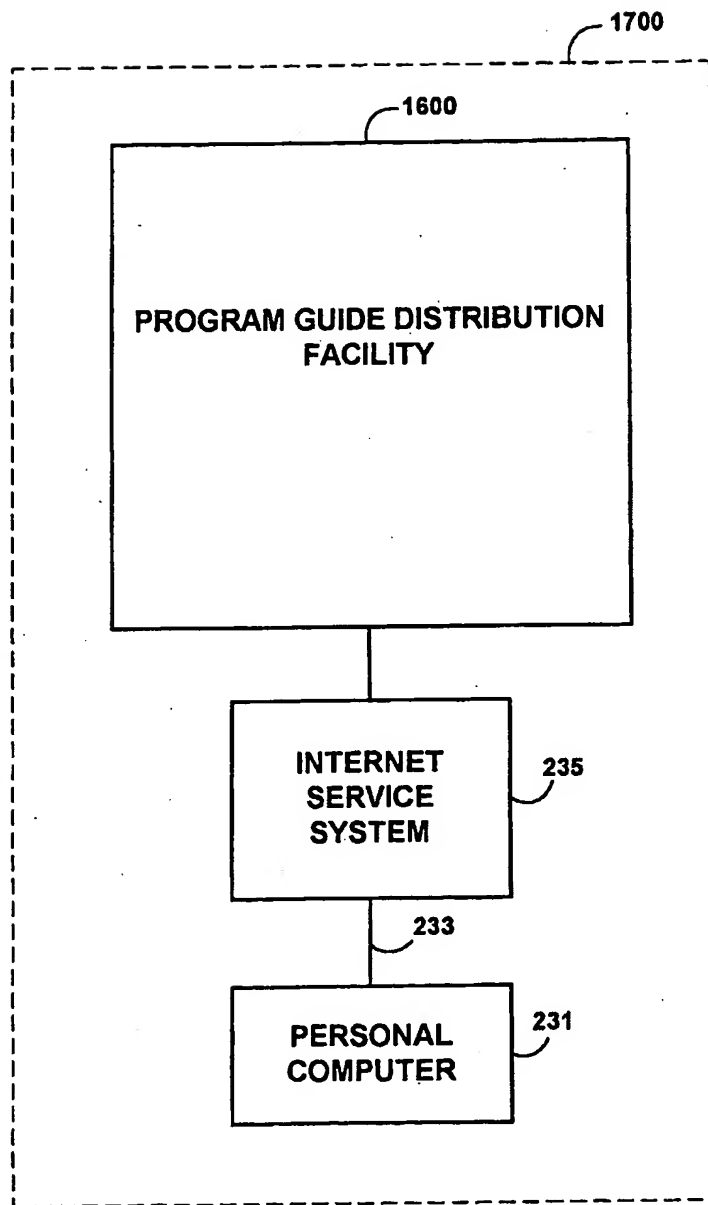 1700
1600
PROGRAM GUIDE DISTRIBUTION
FACILITY
INTERNET
SERVICE
SYSTEM
235
233
PERSONAL
COMPUTER
231